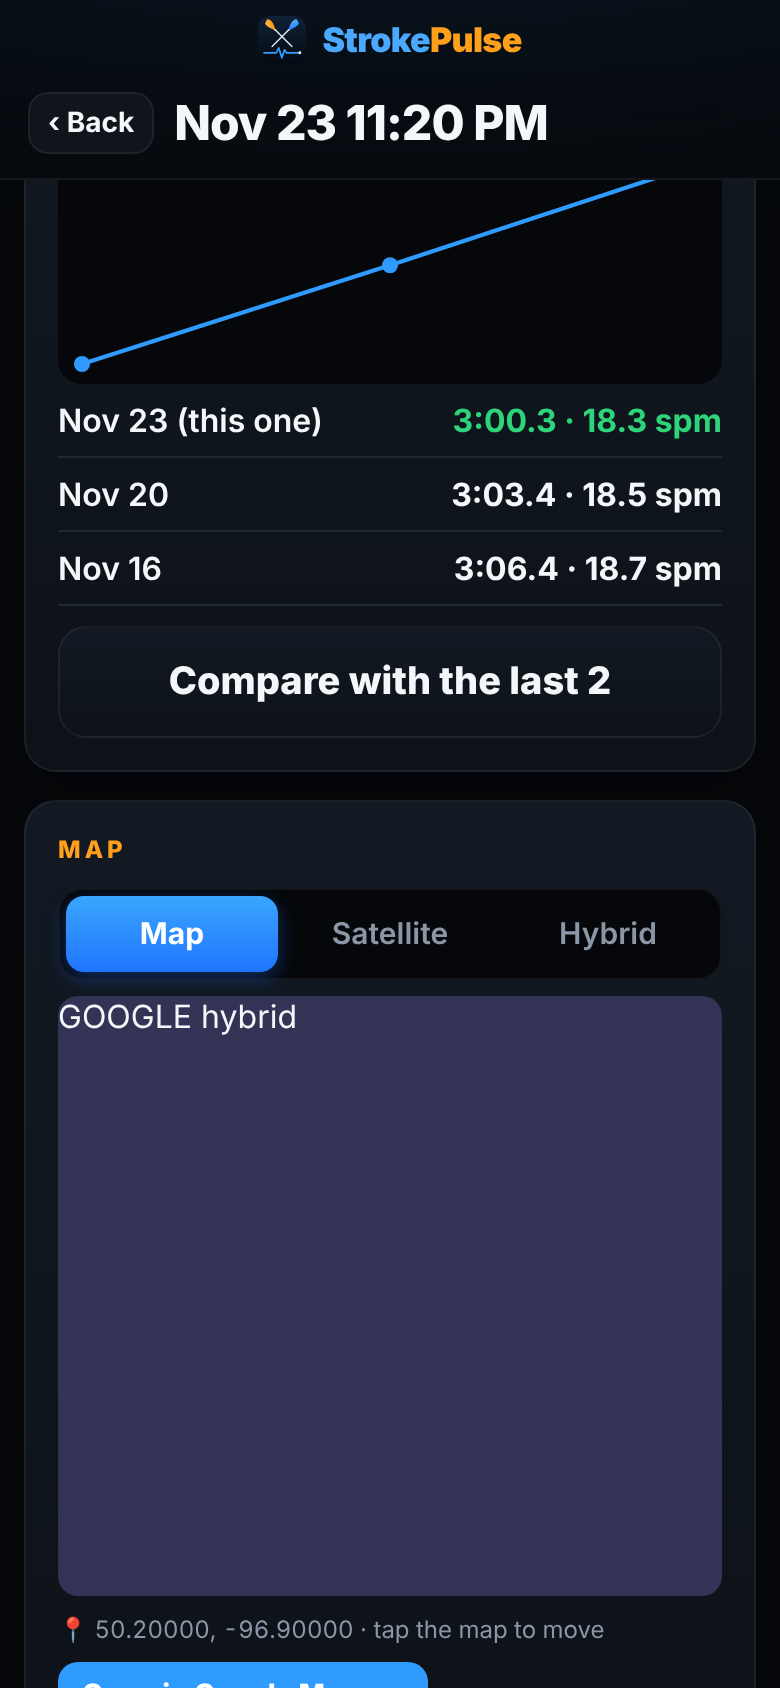 StrokePulse
‹ Back
Nov 23 11:20 PM
Nov 23 (this one) 3:00.3 · 18.3 spm
Nov 20 3:03.4 · 18.5 spm
Nov 16 3:06.4 · 18.7 spm
Compare with the last 2
MAP
Map Satellite Hybrid
GOOGLE hybrid
📍 50.20000, -96.90000 · tap the map to move